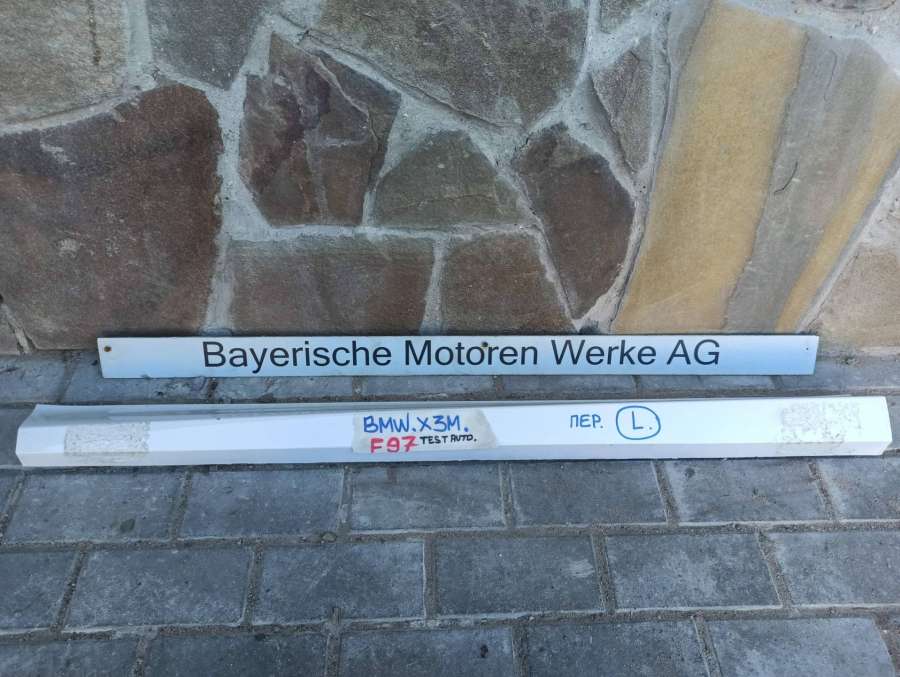 Bayerische Motoren Werke AG
BMW. X3M.
F97 TEST AUTO.
ПЕР. L.